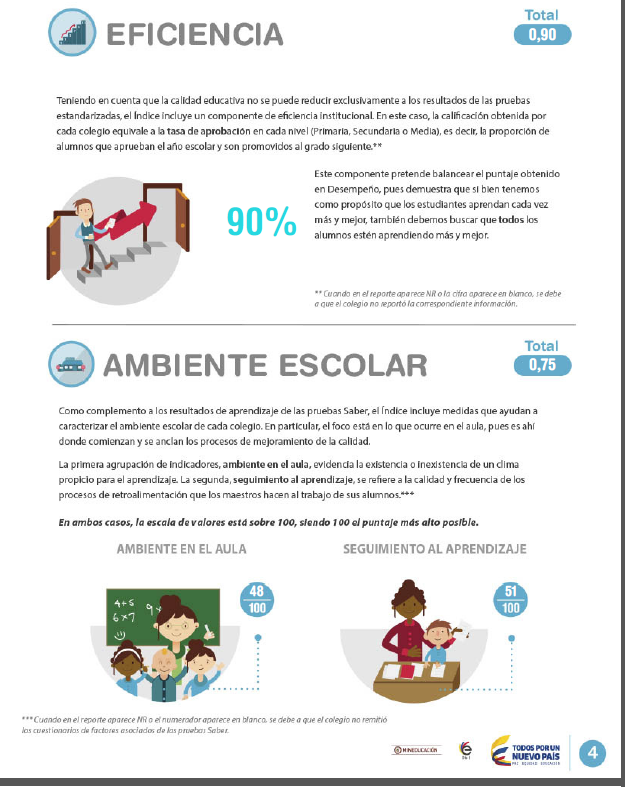 EFICIENCIA
Total
0,90
Teniendo en cuenta que la calidad educativa no se puede reducir exclusivamente a los resultados de las pruebas
estandarizadas, el Índice incluye un componente de eficiencia institucional. En este caso, la calificación obtenida por
cada colegio equivale a la tasa de aprobación en cada nivel (Primaria, Secundaria o Media), es decir, la proporción de
alumnos que aprueban el año escolar y son promovidos al grado siguiente.**
90%
Este componente pretende balancear el puntaje obtenido
en Desempeño, pues demuestra que si bien tenemos
como propósito que los estudiantes aprendan cada vez
más y mejor, también debemos buscar que todos los
alumnos estén aprendiendo más y mejor.
** Cuando en el reporte aparece NR o la cifra aparece en blanco, se debe
a que el colegio no reportó la correspondiente información.
AMBIENTE ESCOLAR
Total
0,75
Como complemento a los resultados de aprendizaje de las pruebas Saber, el Índice incluye medidas que ayudan a
caracterizar el ambiente escolar de cada colegio. En particular, el foco está en lo que ocurre en el aula, pues es ahí
donde comienzan y se anclan los procesos de mejoramiento de la calidad.
La primera agrupación de indicadores, ambiente en el aula, evidencia la existencia o inexistencia de un clima
propicio para el aprendizaje. La segunda, seguimiento al aprendizaje, se refiere a la calidad y frecuencia de los
procesos de retroalimentación que los maestros hacen al trabajo de sus alumnos.***
En ambos casos, la escala de valores está sobre 100, siendo 100 el puntaje más alto posible.
AMBIENTE EN EL AULA
SEGUIMIENTO AL APRENDIZAJE
4+5
6x7
9x
48
100
51
100
*** Cuando en el reporte aparece NR o el numerador aparece en blanco, se debe a que el colegio no remitió
los cuestionarios de factores asociados de las pruebas Saber.
MINEDUCACIÓN
TODOS POR UN
NUEVO PAÍS
PAZ EQUIDAD EDUCACIÓN
4